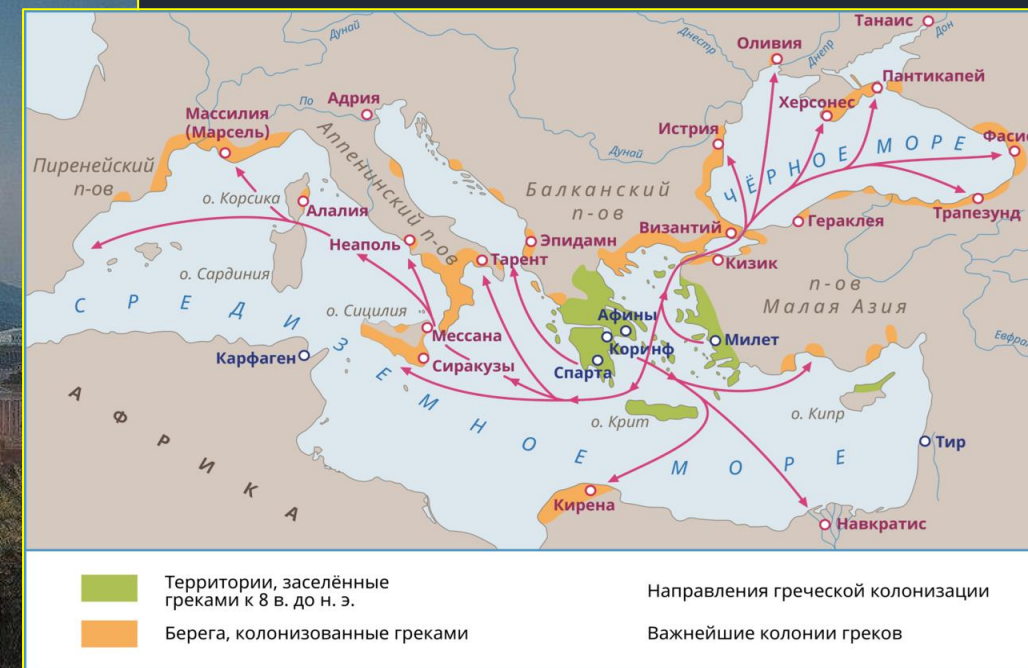 Танаис
Дон
Дунай
Днестр
Днепр
Оливия
Пантикапей
Херсонес
По
Адрия
Массилия
(Марсель)
Истрия
Фасис
Дунай
ЧЁРНОЕ МОРЕ
Пиренейский
п-ов
Аппенинский п-ов
Балканский
п-ов
о. Корсика
Алалия
Трапезунд
Гераклея
Византий
Неаполь
Эпидамн
Тарент
Кизик
о. Сардиния
п-ов
Малая Азия
о. Сицилия
Афины
Мессана
Милет
Коринф
Карфаген
Сиракузы
Спарта
Евфрат
СРЕДИЗЕМНОЕ МОРЕ
АФРИКА
о. Крит
о. Кипр
Тир
Кирена
Навкратис
Территории, заселённые
греками к 8 в. до н. э.
Направления греческой колонизации
Берега, колонизованные греками
Важнейшие колонии греков